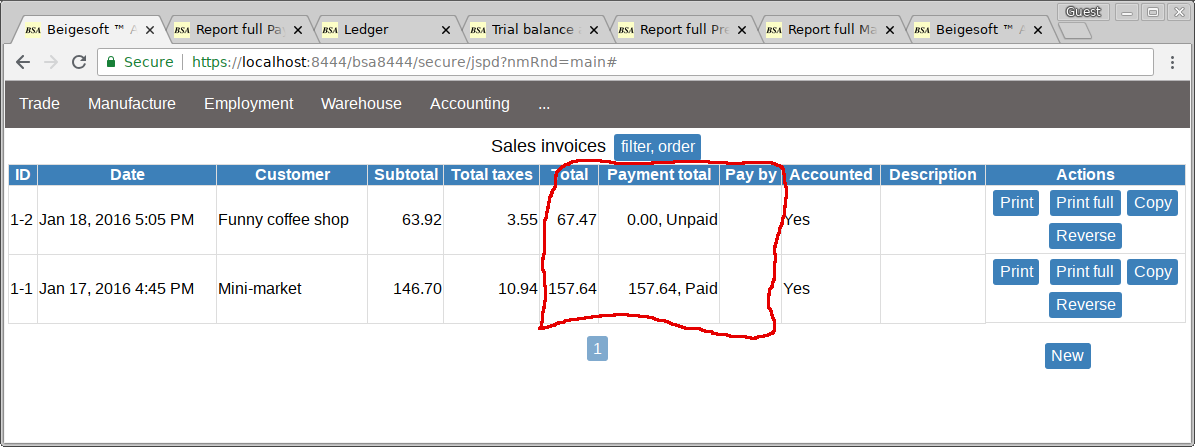 Guest
BSA Beigesoft ™ A
BSA Report full Pay
BSA Ledger
BSA Trial balance a
BSA Report full Pre
BSA Report full Ma
BSA Beigesoft ™ A
Secure https://localhost:8444/bsa8444/secure/jspd?nmRnd=main#
Trade Manufacture Employment Warehouse Accounting ...
Sales invoices filter, order
ID Date Customer Subtotal Total taxes Total Payment total Pay by Accounted Description Actions
1-2 Jan 18, 2016 5:05 PM Funny coffee shop 63.92 3.55 67.47 0.00, Unpaid Yes Print Print full Copy
Reverse
1-1 Jan 17, 2016 4:45 PM Mini-market 146.70 10.94 157.64 157.64, Paid Yes Print Print full Copy
Reverse
1
New